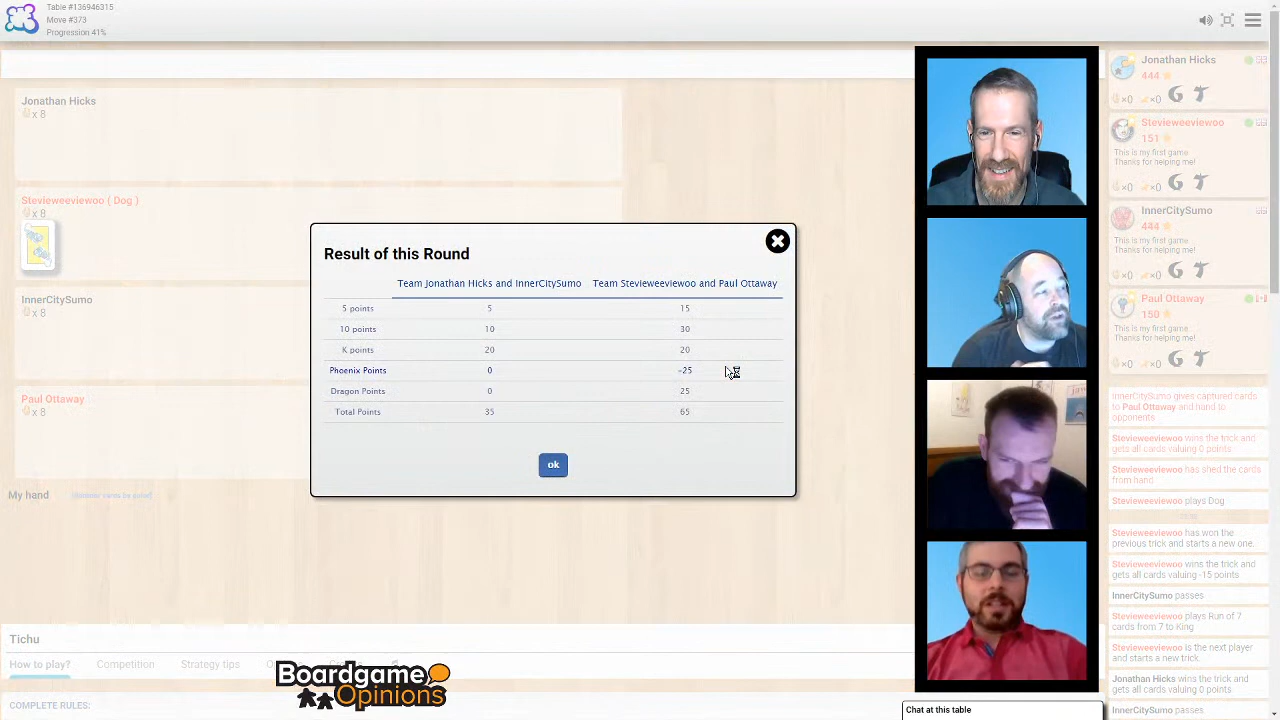 Table #136946315
Move #373
Progression 41%
Jonathan Hicks
x 8
Stevieweeviewoo ( Dog )
x 8
InnerCitySumo
x 8
Paul Ottaway
x 8
My hand
Result of this Round
Team Jonathan Hicks and InnerCitySumo Team Stevieweeviewoo and Paul Ottaway
5 points 5 15
10 points 10 30
K points 20 20
Phoenix Points 0 -25
Dragon Points 0 25
Total Points 35 65
ok
Tichu
How to play? Competition Strategy tips
COMPLETE RULES:
Boardgame
Opinions
Jonathan Hicks
444
×0 ×0
Stevieweeviewoo
151
This is my first game
Thanks for helping me!
×0 ×0
InnerCitySumo
444
This is my first game
Thanks for helping me!
×0 ×0
Paul Ottaway
150
This is my first game
Thanks for helping me!
×0 ×0
InnerCitySumo gives captured cards
to Paul Ottaway and hand to
opponents
Stevieweeviewoo wins the trick and
gets all cards valuing 0 points
Stevieweeviewoo has shed the cards
from hand
Stevieweeviewoo plays Dog
Stevieweeviewoo has won the
previous trick and starts a new one.
Stevieweeviewoo wins the trick and
gets all cards valuing -15 points
InnerCitySumo passes
Stevieweeviewoo plays Run of 7
cards from 7 to King
Stevieweeviewoo is the next player
and starts a new trick.
Jonathan Hicks wins the trick and
gets all cards valuing 0 points
InnerCitySumo passes
Chat at this table